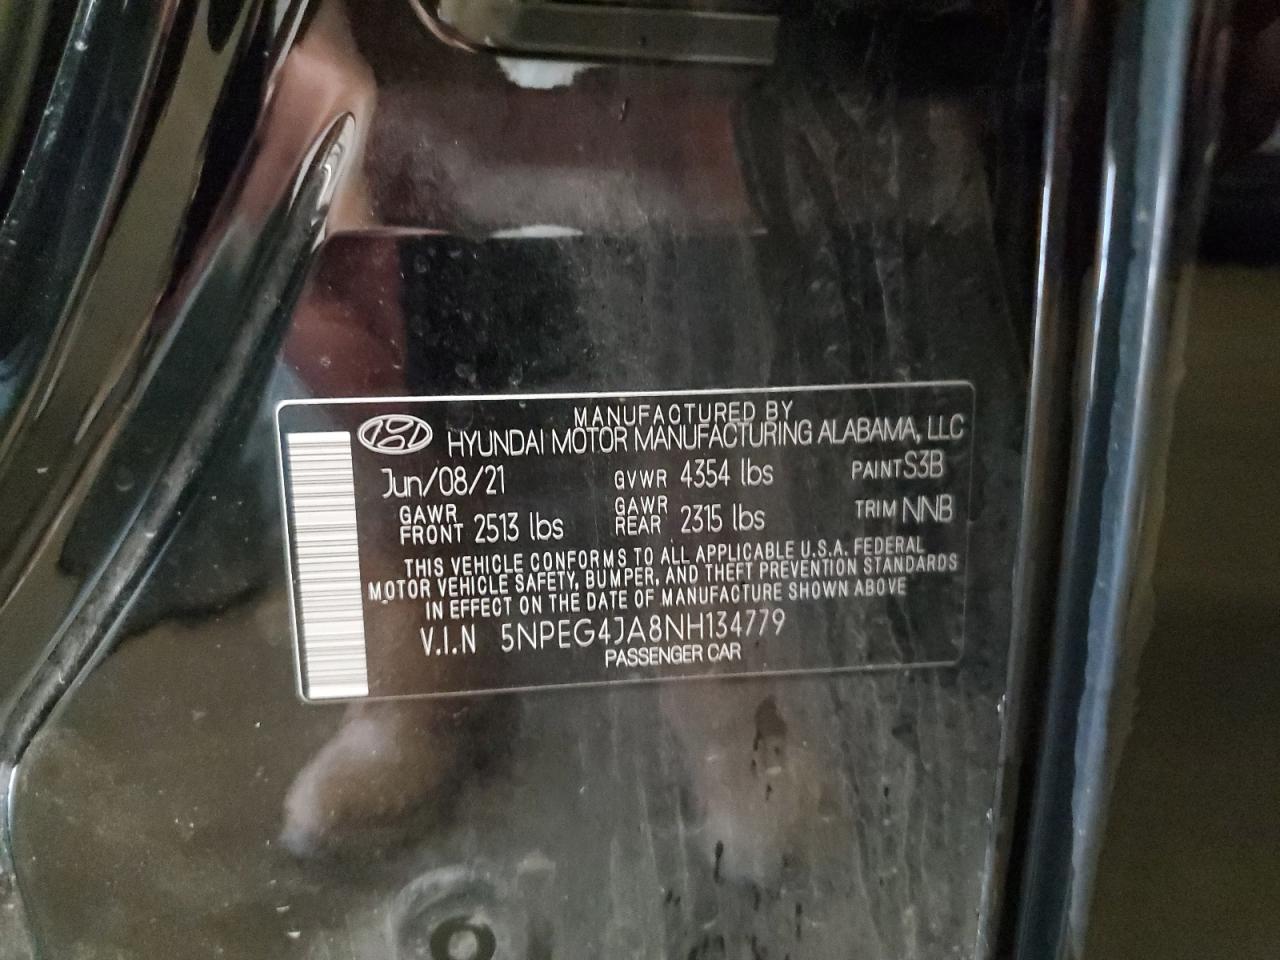 MANUFACTURED BY
HYUNDAI MOTOR MANUFACTURING ALABAMA, LLC
Jun/08/21 GVWR 4354 lbs PAINT S3B
GAWR FRONT 2513 lbs GAWR REAR 2315 lbs TRIM NNB
THIS VEHICLE CONFORMS TO ALL APPLICABLE U.S.A. FEDERAL
MOTOR VEHICLE SAFETY, BUMPER, AND THEFT PREVENTION STANDARDS
IN EFFECT ON THE DATE OF MANUFACTURE SHOWN ABOVE
V.I.N 5NPEG4JA8NH134779
PASSENGER CAR